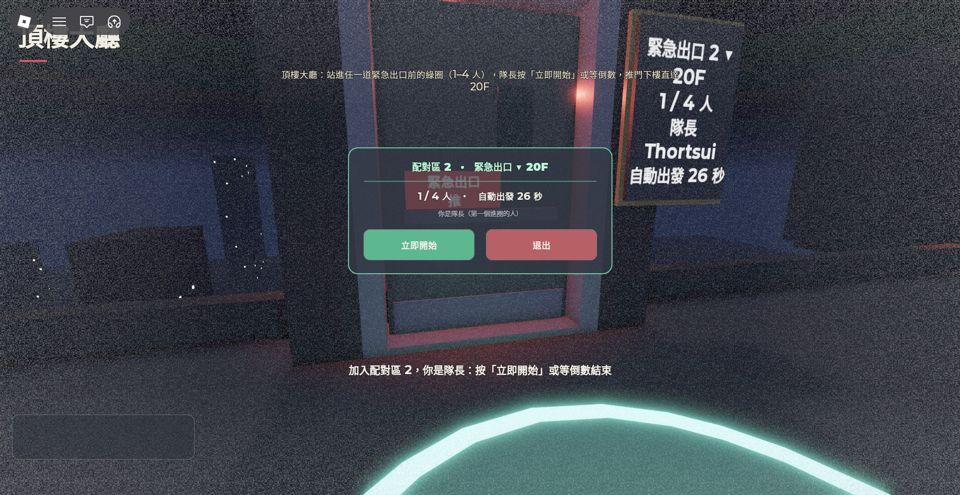 頂樓大廳
頂樓大廳：站進任一道緊急出口前的綠圈（1–4 人），隊長按「立即開始」或等倒數，推門下樓直達
20F
緊急出口 2 ▼
20F
1 / 4 人
隊長
Thortsui
自動出發 26 秒
配對區 2 • 緊急出口 ▼ 20F
緊急出口
推
1 / 4 人 • 自動出發 26 秒
你是隊長（第一個進圈的人）
立即開始
退出
加入配對區 2，你是隊長：按「立即開始」或等倒數結束